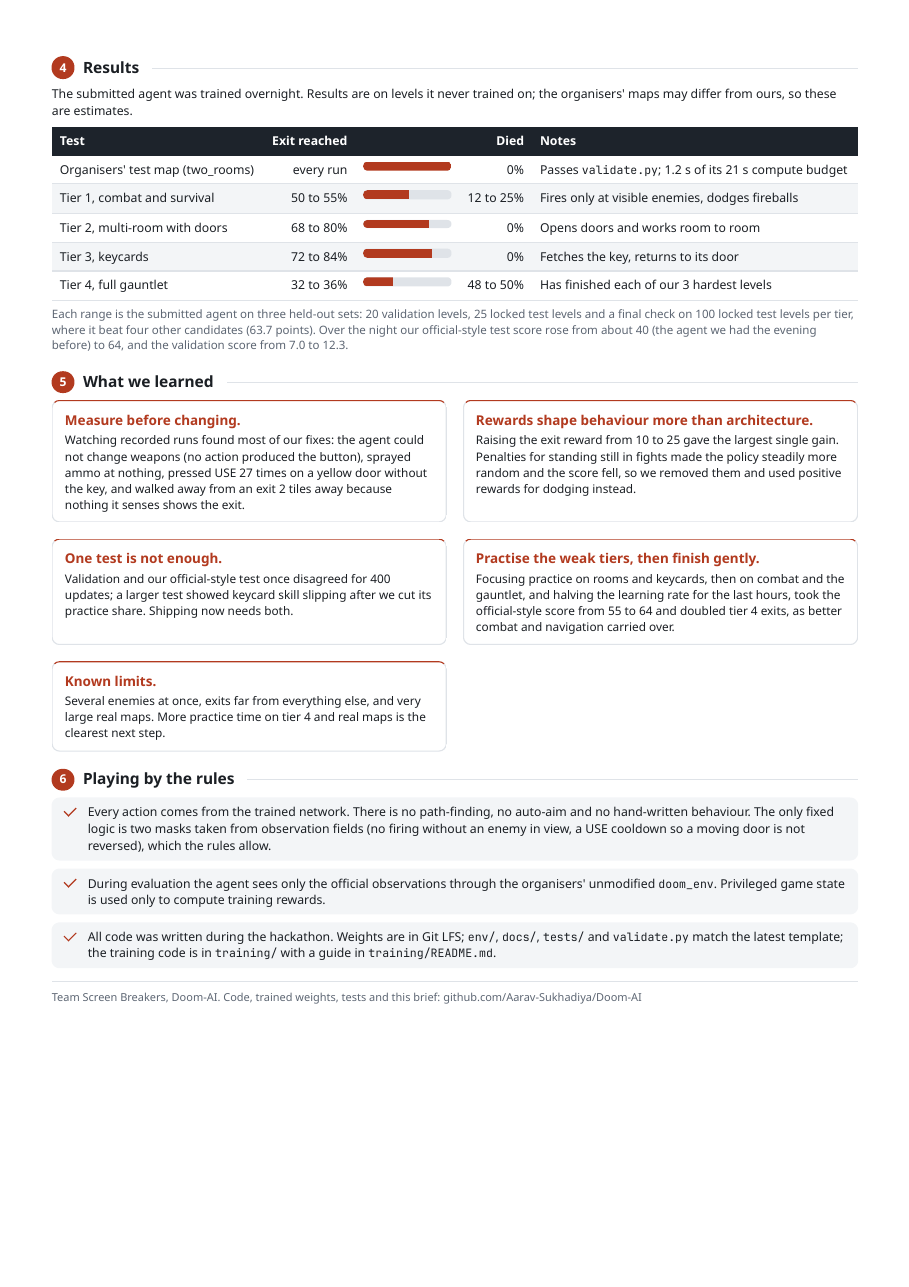 4 Results
The submitted agent was trained overnight. Results are on levels it never trained on; the organisers' maps may differ from ours, so these
are estimates.
Test Exit reached Died Notes
Organisers' test map (two_rooms) every run 0% Passes validate.py; 1.2 s of its 21 s compute budget
Tier 1, combat and survival 50 to 55% 12 to 25% Fires only at visible enemies, dodges fireballs
Tier 2, multi-room with doors 68 to 80% 0% Opens doors and works room to room
Tier 3, keycards 72 to 84% 0% Fetches the key, returns to its door
Tier 4, full gauntlet 32 to 36% 48 to 50% Has finished each of our 3 hardest levels
Each range is the submitted agent on three held-out sets: 20 validation levels, 25 locked test levels and a final check on 100 locked test levels per tier,
where it beat four other candidates (63.7 points). Over the night our official-style test score rose from about 40 (the agent we had the evening
before) to 64, and the validation score from 7.0 to 12.3.
5 What we learned
Measure before changing.
Watching recorded runs found most of our fixes: the agent could
not change weapons (no action produced the button), sprayed
ammo at nothing, pressed USE 27 times on a yellow door without
the key, and walked away from an exit 2 tiles away because
nothing it senses shows the exit.
Rewards shape behaviour more than architecture.
Raising the exit reward from 10 to 25 gave the largest single gain.
Penalties for standing still in fights made the policy steadily more
random and the score fell, so we removed them and used positive
rewards for dodging instead.
One test is not enough.
Validation and our official-style test once disagreed for 400
updates; a larger test showed keycard skill slipping after we cut its
practice share. Shipping now needs both.
Practise the weak tiers, then finish gently.
Focusing practice on rooms and keycards, then on combat and the
gauntlet, and halving the learning rate for the last hours, took the
official-style score from 55 to 64 and doubled tier 4 exits, as better
combat and navigation carried over.
Known limits.
Several enemies at once, exits far from everything else, and very
large real maps. More practice time on tier 4 and real maps is the
clearest next step.
6 Playing by the rules
Every action comes from the trained network. There is no path-finding, no auto-aim and no hand-written behaviour. The only fixed
logic is two masks taken from observation fields (no firing without an enemy in view, a USE cooldown so a moving door is not
reversed), which the rules allow.
During evaluation the agent sees only the official observations through the organisers' unmodified doom_env. Privileged game state
is used only to compute training rewards.
All code was written during the hackathon. Weights are in Git LFS; env/, docs/, tests/ and validate.py match the latest template;
the training code is in training/ with a guide in training/README.md.
Team Screen Breakers, Doom-AI. Code, trained weights, tests and this brief: github.com/Aarav-Sukhadiya/Doom-AI